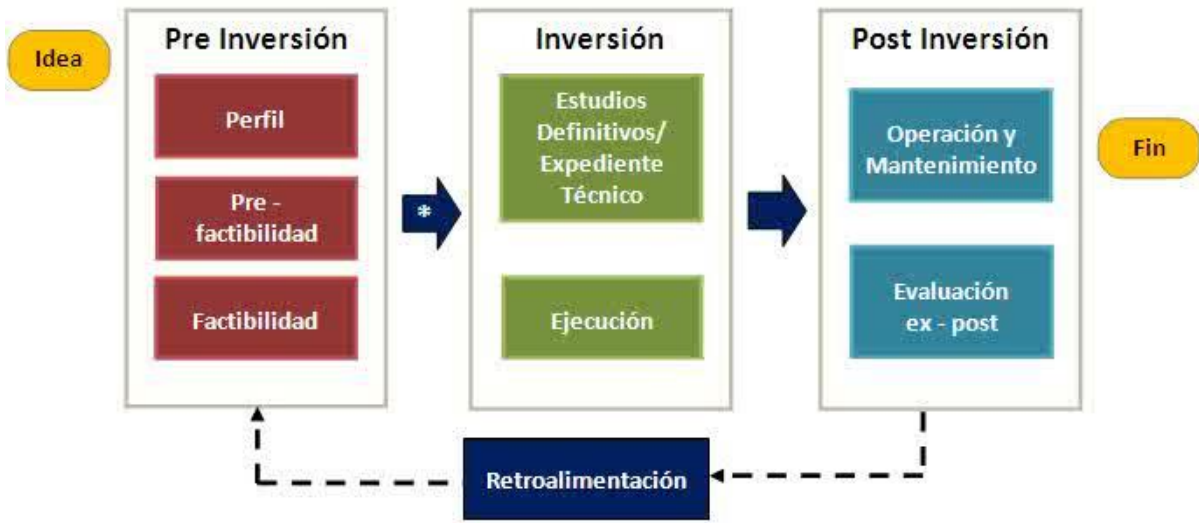 Idea
Pre Inversión
Perfil
Pre -
factibilidad
Factibilidad
*
Inversión
Estudios
Definitivos/
Expediente
Técnico
Ejecución
Post Inversión
Operación y
Mantenimiento
Evaluación
ex - post
Fin
Retroalimentación